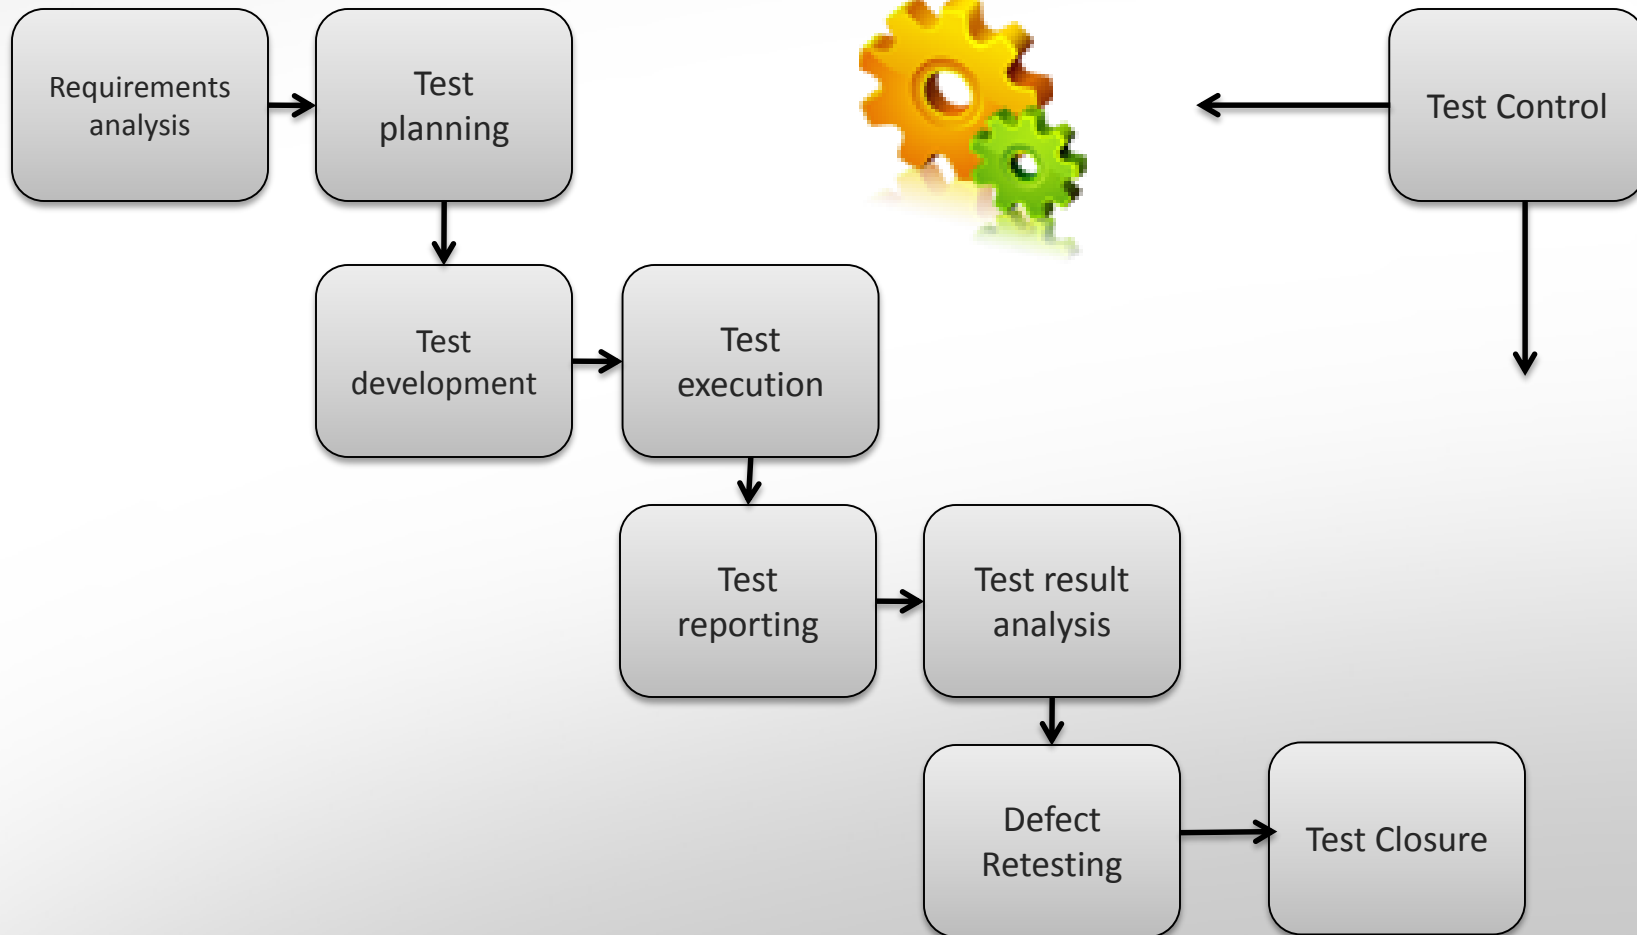 Requirements
analysis
Test
planning
Test Control
Test
development
Test
execution
Test
reporting
Test result
analysis
Defect
Retesting
Test Closure